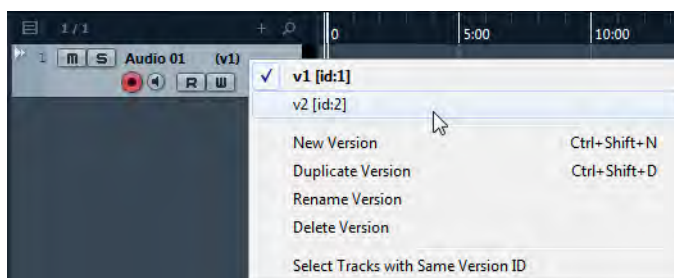 1 / 1 + 0 5:00 10:00
1 m S Audio 01 (v1)
R W
✓ v1 [id:1]
v2 [id:2]
New Version Ctrl+Shift+N
Duplicate Version Ctrl+Shift+D
Rename Version
Delete Version
Select Tracks with Same Version ID